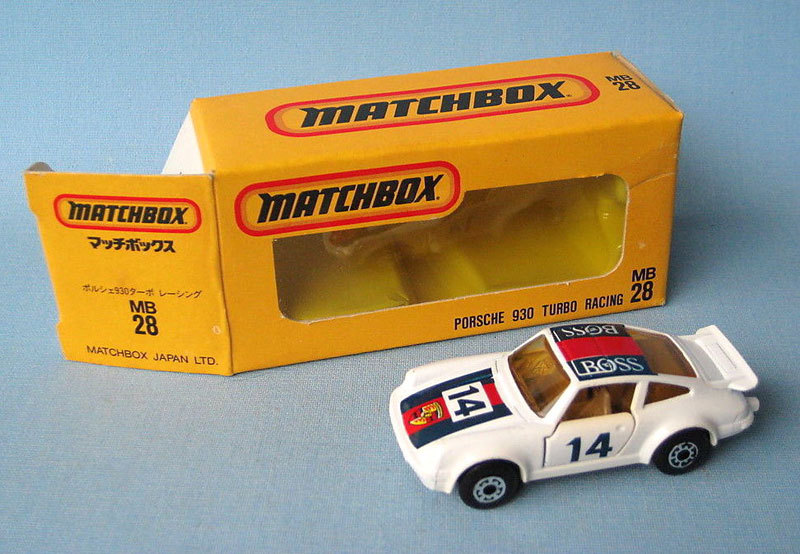 MATCHBOX
MB
28
MATCHBOX
マッチボックス
ポルシェ930ターボ レーシング
MB
28
MATCHBOX JAPAN LTD.
MATCHBOX
PORSCHE 930 TURBO RACING
MB
28
BOSS
BOSS
14
14